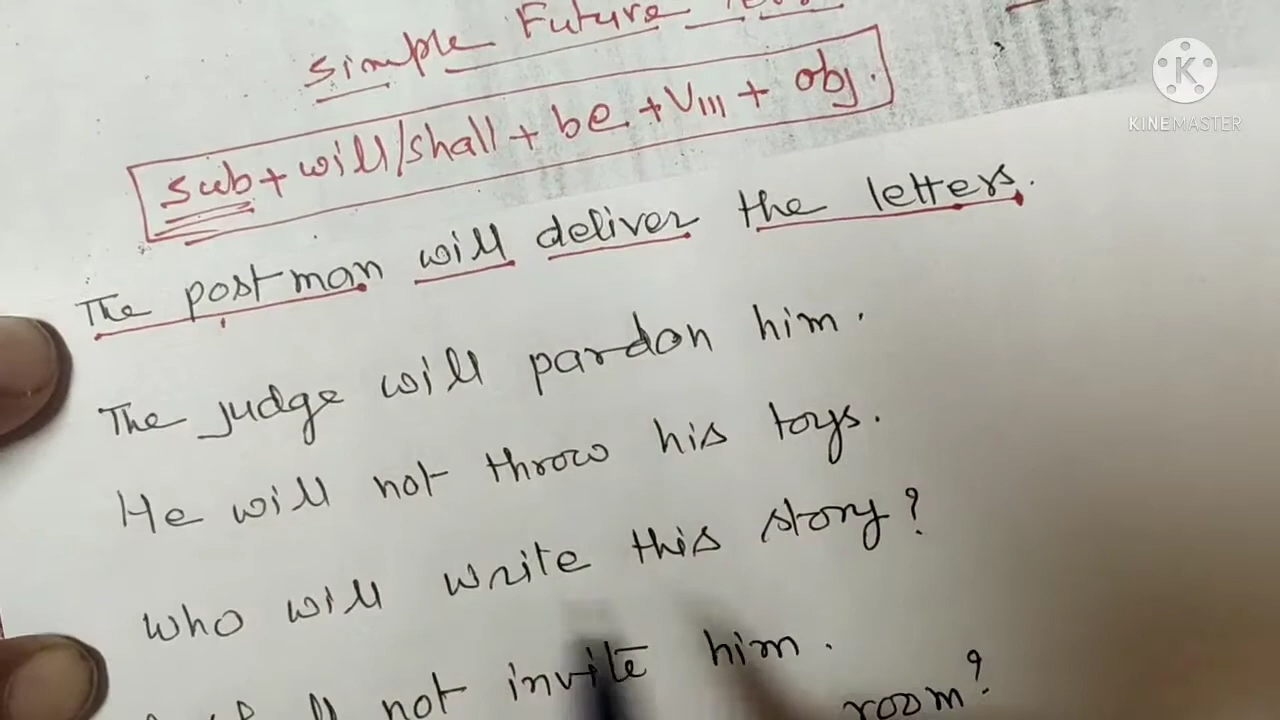 Simple Future
Sub + will/shall + be + VIII + obj.
The postman will deliver the letters.
The judge will pardon him.
He will not throw his toys.
Who will write this story?
not invite him.
room?
K
KINEMASTER